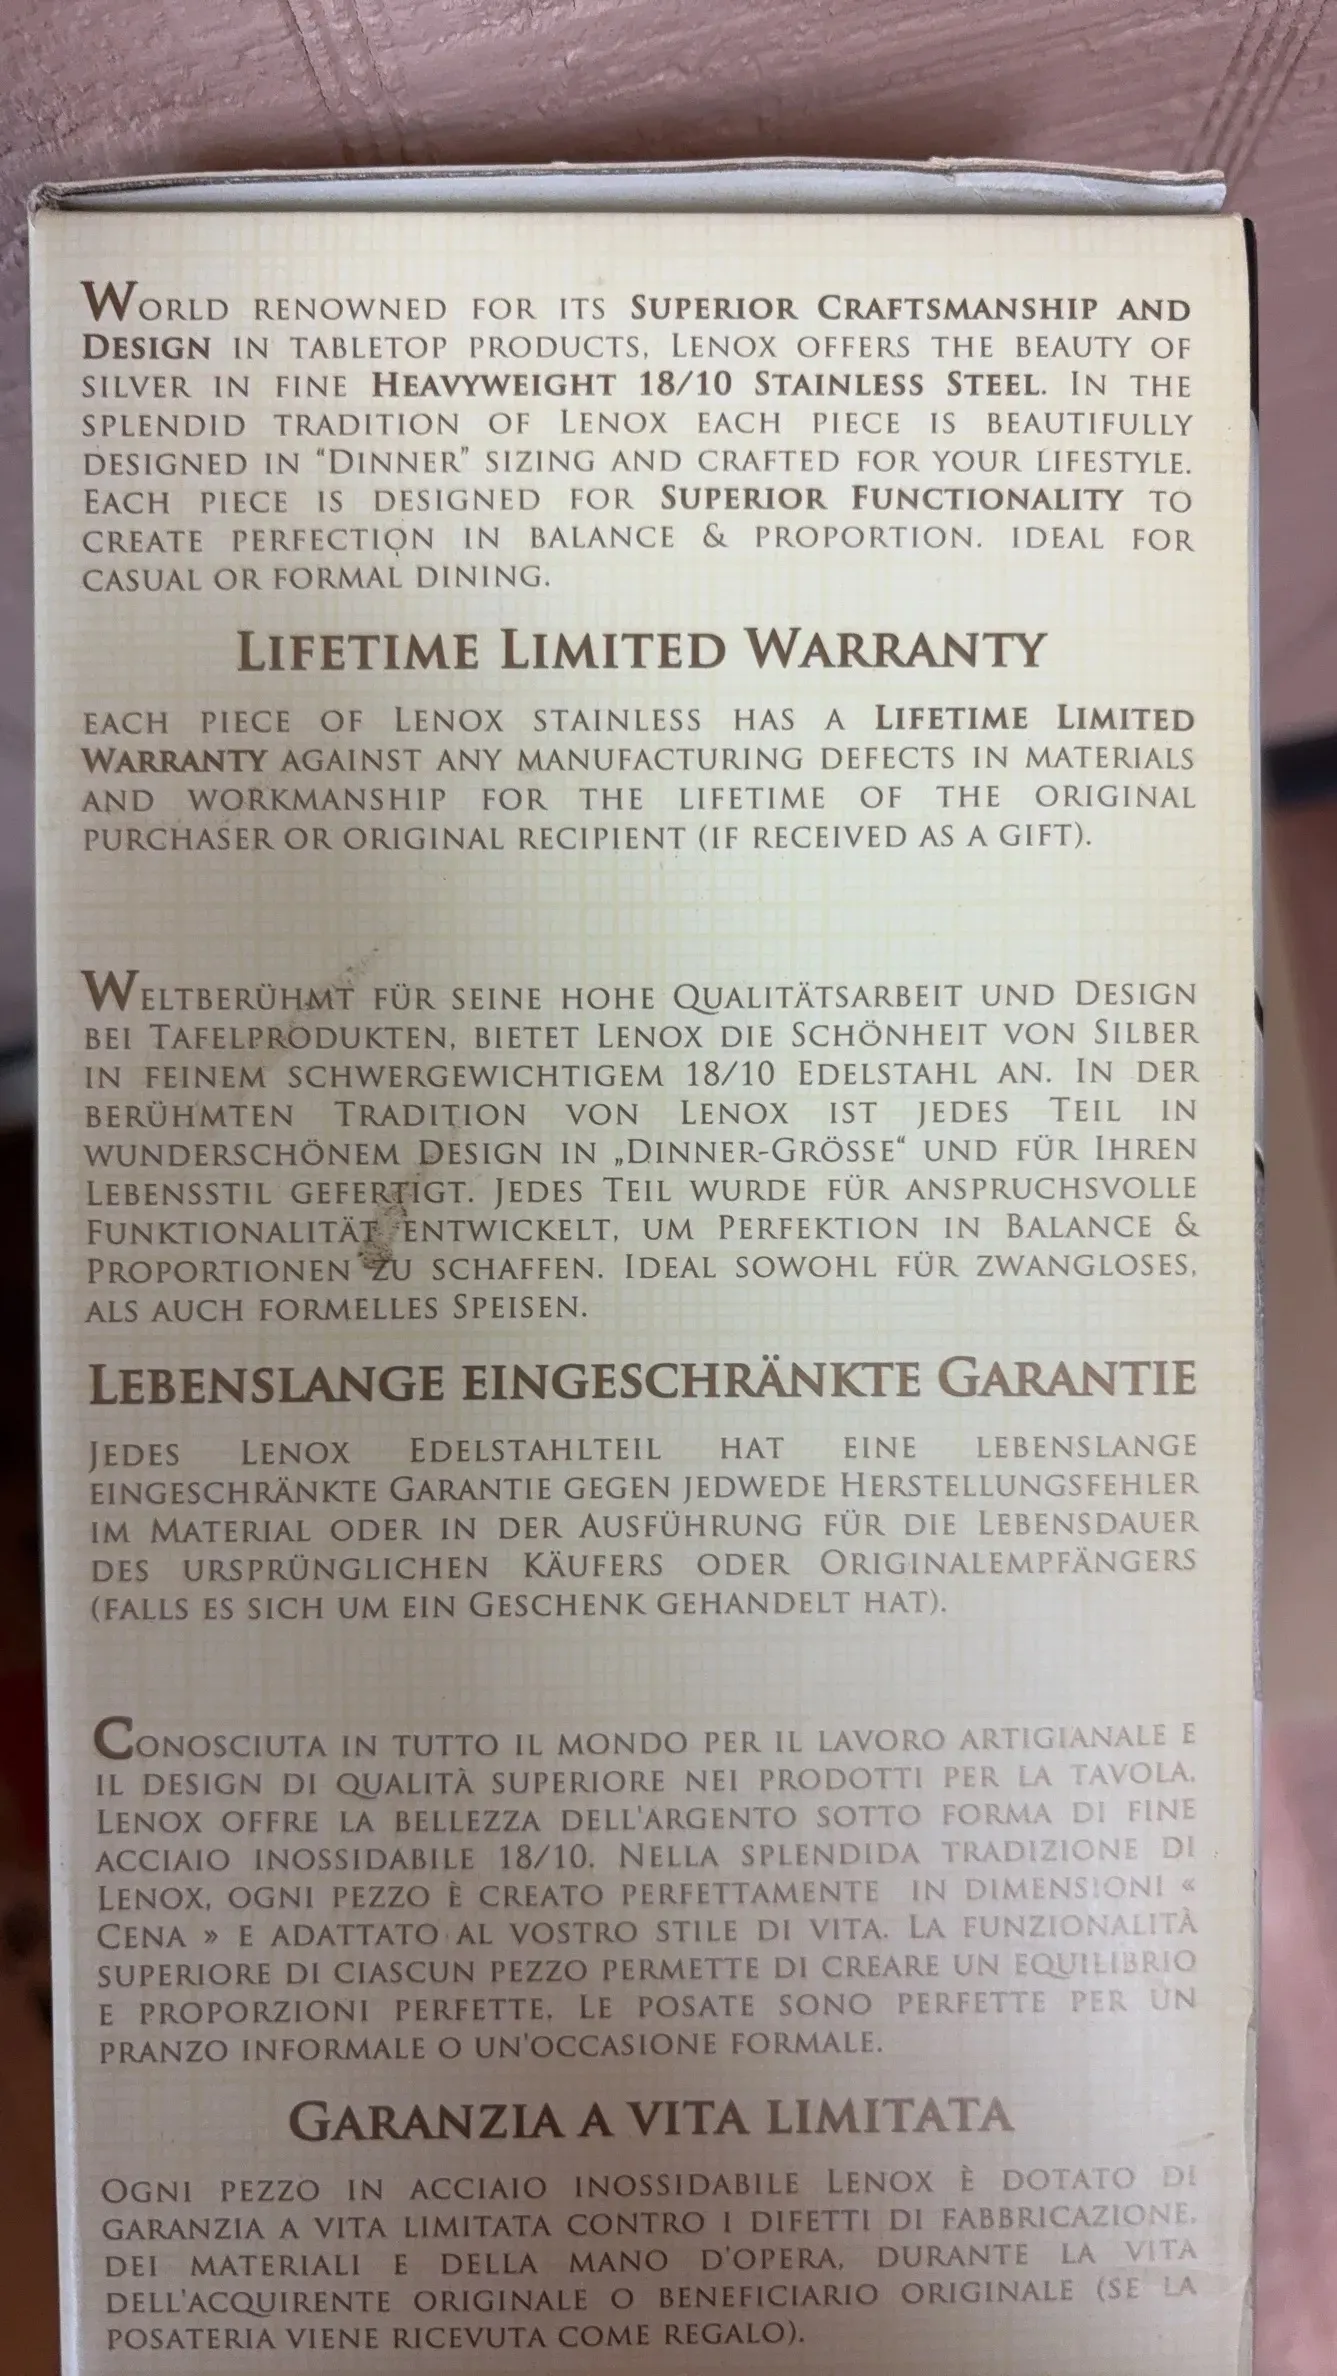 WORLD RENOWNED FOR ITS SUPERIOR CRAFTSMANSHIP AND
DESIGN IN TABLETOP PRODUCTS, LENOX OFFERS THE BEAUTY OF
SILVER IN FINE HEAVYWEIGHT 18/10 STAINLESS STEEL. IN THE
SPLENDID TRADITION OF LENOX EACH PIECE IS BEAUTIFULLY
DESIGNED IN “DINNER” SIZING AND CRAFTED FOR YOUR LIFESTYLE.
EACH PIECE IS DESIGNED FOR SUPERIOR FUNCTIONALITY TO
CREATE PERFECTION IN BALANCE & PROPORTION. IDEAL FOR
CASUAL OR FORMAL DINING.
LIFETIME LIMITED WARRANTY
EACH PIECE OF LENOX STAINLESS HAS A LIFETIME LIMITED
WARRANTY AGAINST ANY MANUFACTURING DEFECTS IN MATERIALS
AND WORKMANSHIP FOR THE LIFETIME OF THE ORIGINAL
PURCHASER OR ORIGINAL RECIPIENT (IF RECEIVED AS A GIFT).
WELTBERÜHMT FÜR SEINE HOHE QUALITÄTSARBEIT UND DESIGN
BEI TAFELPRODUKTEN, BIETET LENOX DIE SCHÖNHEIT VON SILBER
IN FEINEM SCHWERGEWICHTIGEM 18/10 EDELSTAHL AN. IN DER
BERÜHMTEN TRADITION VON LENOX IST JEDES TEIL IN
WUNDERSCHÖNEM DESIGN IN „DINNER-GRÖSSE“ UND FÜR IHREN
LEBENSSTIL GEFERTIGT. JEDES TEIL WURDE FÜR ANSPRUCHSVOLLE
FUNKTIONALITÄT ENTWICKELT, UM PERFEKTION IN BALANCE &
PROPORTIONEN ZU SCHAFFEN. IDEAL SOWOHL FÜR ZWANGLOSES,
ALS AUCH FORMELLES SPEISEN.
LEBENSLANGE EINGESCHRÄNKTE GARANTIE
JEDES LENOX EDELSTAHLTEIL HAT EINE LEBENSLANGE
EINGESCHRÄNKTE GARANTIE GEGEN JEDWEDE HERSTELLUNGSFEHLER
IM MATERIAL ODER IN DER AUSFÜHRUNG FÜR DIE LEBENSDAUER
DES URSPRÜNGLICHEN KÄUFERS ODER ORIGINALEMPFÄNGERS
(FALLS ES SICH UM EIN GESCHENK GEHANDELT HAT).
CONOSCIUTA IN TUTTO IL MONDO PER IL LAVORO ARTIGIANALE E
IL DESIGN DI QUALITÀ SUPERIORE NEI PRODOTTI PER LA TAVOLA.
LENOX OFFRE LA BELLEZZA DELL'ARGENTO SOTTO FORMA DI FINE
ACCIAIO INOSSIDABILE 18/10. NELLA SPLENDIDA TRADIZIONE DI
LENOX, OGNI PEZZO È CREATO PERFETTAMENTE IN DIMENSIONI «
CENA » E ADATTATO AL VOSTRO STILE DI VITA. LA FUNZIONALITÀ
SUPERIORE DI CIASCUN PEZZO PERMETTE DI CREARE UN EQUILIBRIO
E PROPORZIONI PERFETTE. LE POSATE SONO PERFETTE PER UN
PRANZO INFORMALE O UN'OCCASIONE FORMALE.
GARANZIA A VITA LIMITATA
OGNI PEZZO IN ACCIAIO INOSSIDABILE LENOX È DOTATO DI
GARANZIA A VITA LIMITATA CONTRO I DIFETTI DI FABBRICAZIONE,
DEI MATERIALI E DELLA MANO D'OPERA, DURANTE LA VITA
DELL'ACQUIRENTE ORIGINALE O BENEFICIARIO ORIGINALE (SE LA
POSATERIA VIENE RICEVUTA COME REGALO).